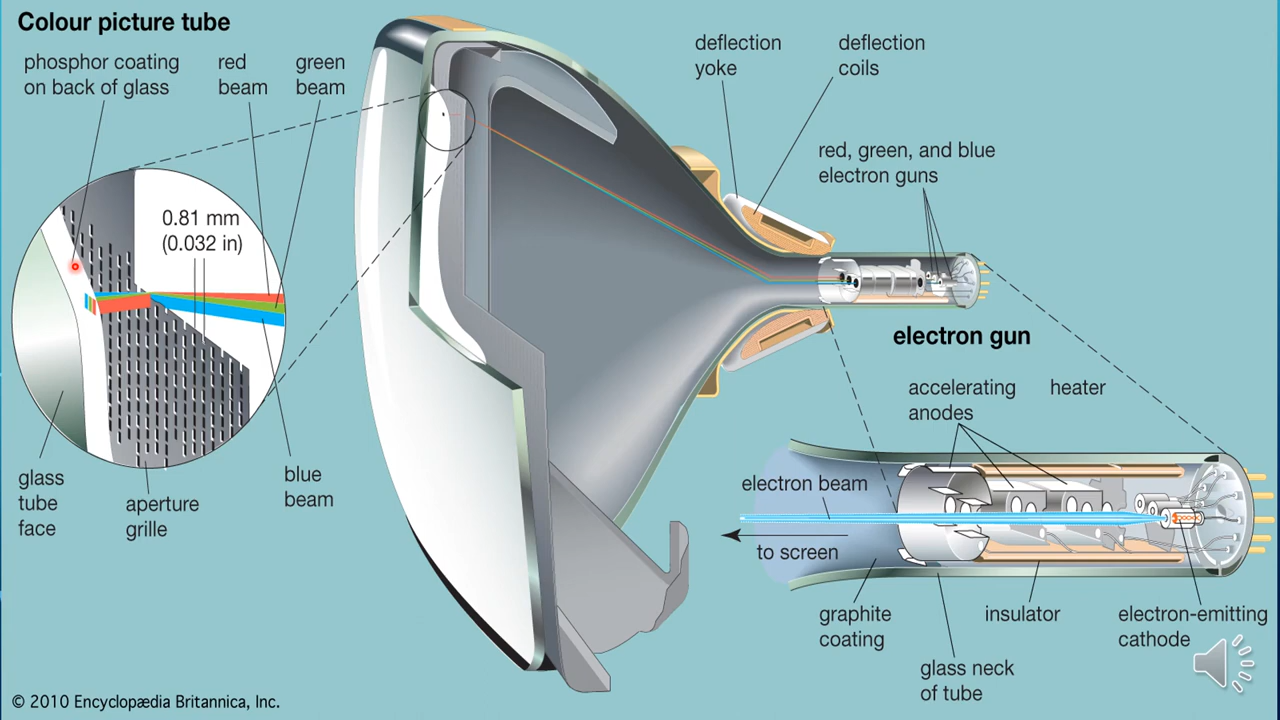 Colour picture tube
phosphor coating
on back of glass
red
beam
green
beam
deflection
yoke
deflection
coils
red, green, and blue
electron guns
0.81 mm
(0.032 in)
electron gun
accelerating
anodes
heater
glass
tube
face
aperture
grille
blue
beam
electron beam
to screen
graphite
coating
insulator
electron-emitting
cathode
glass neck
of tube
© 2010 Encyclopædia Britannica, Inc.